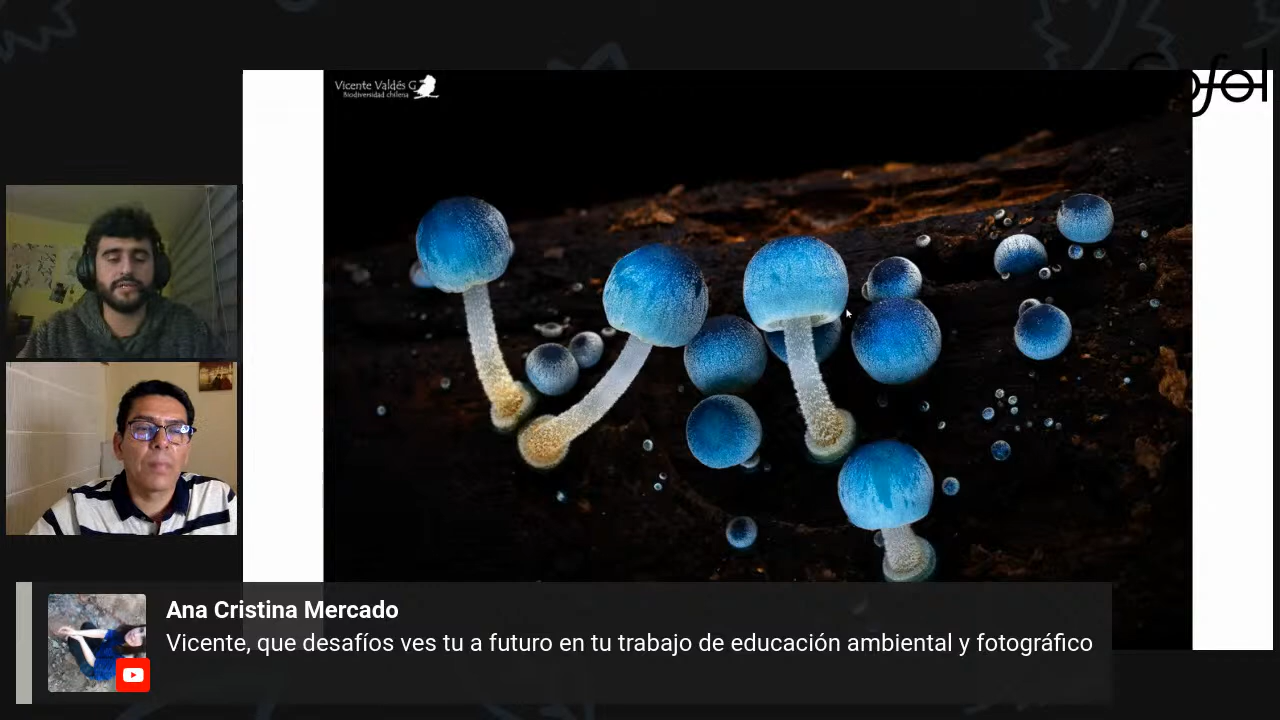 Vicente Valdés G
Biodiversidad chilena
fol
Ana Cristina Mercado
Vicente, que desafíos ves tu a futuro en tu trabajo de educación ambiental y fotográfico